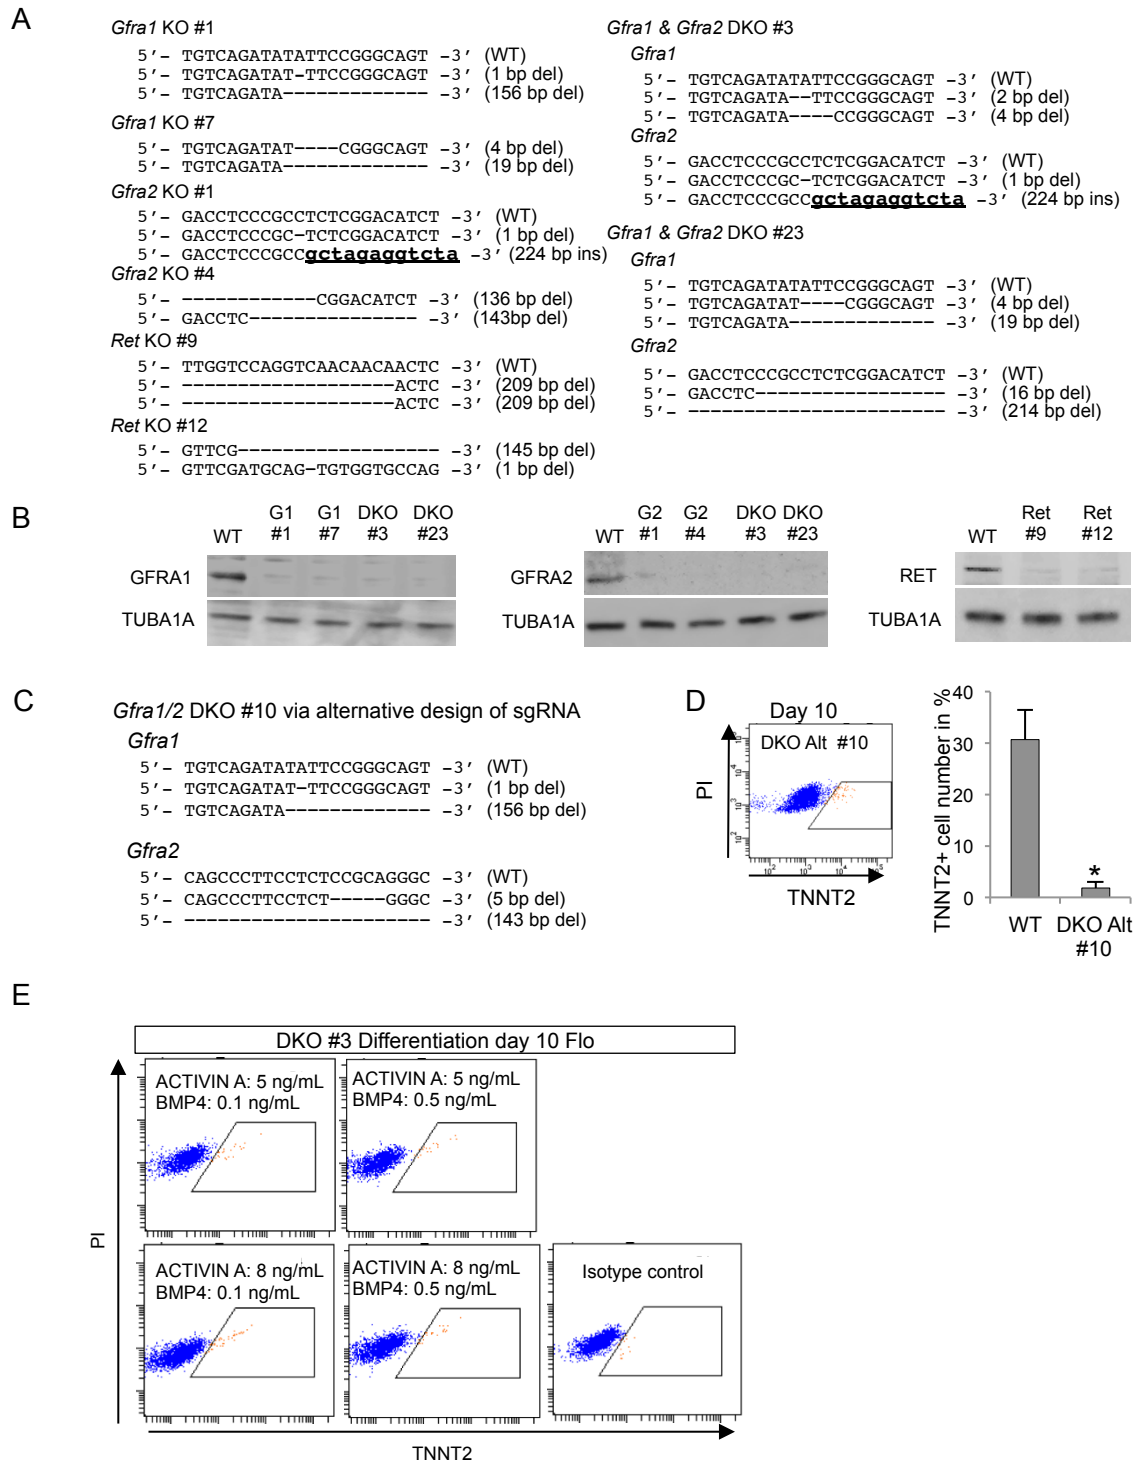 A
Gfra1 KO #1
5′- TGTCAGATATATTCCGGGCAGT -3′ (WT)
5′- TGTCAGATAT-TTCCGGGCAGT -3′ (1 bp del)
5′- TGTCAGATA------------- -3′ (156 bp del)
Gfra1 KO #7
5′- TGTCAGATAT----CGGGCAGT -3′ (4 bp del)
5′- TGTCAGATA------------- -3′ (19 bp del)
Gfra2 KO #1
5′- GACCTCCCGCCTCTCGGACATCT -3′ (WT)
5′- GACCTCCCGC-TCTCGGACATCT -3′ (1 bp del)
5′- GACCTCCCGCCgctagaggtcta -3′ (224 bp ins)
Gfra2 KO #4
5′- ------------CGGACATCT -3′ (136 bp del)
5′- GACCTC--------------- -3′ (143bp del)
Ret KO #9
5′- TTGGTCCAGGTCAACAACAACTC -3′ (WT)
5′- -------------------ACTC -3′ (209 bp del)
5′- -------------------ACTC -3′ (209 bp del)
Ret KO #12
5′- GTTCG------------------ -3′ (145 bp del)
5′- GTTCGATGCAG-TGTGGTGCCAG -3′ (1 bp del)
Gfra1 & Gfra2 DKO #3
Gfra1
5′- TGTCAGATATATTCCGGGCAGT -3′ (WT)
5′- TGTCAGATA--TTCCGGGCAGT -3′ (2 bp del)
5′- TGTCAGATA----CCGGGCAGT -3′ (4 bp del)
Gfra2
5′- GACCTCCCGCCTCTCGGACATCT -3′ (WT)
5′- GACCTCCCGC-TCTCGGACATCT -3′ (1 bp del)
5′- GACCTCCCGCCgctagaggtcta -3′ (224 bp ins)
Gfra1 & Gfra2 DKO #23
Gfra1
5′- TGTCAGATATATTCCGGGCAGT -3′ (WT)
5′- TGTCAGATAT----CGGGCAGT -3′ (4 bp del)
5′- TGTCAGATA------------- -3′ (19 bp del)
Gfra2
5′- GACCTCCCGCCTCTCGGACATCT -3′ (WT)
5′- GACCTC----------------- -3′ (16 bp del)
5′- ----------------------- -3′ (214 bp del)
B
WT G1 #1 G1 #7 DKO #3 DKO #23
GFRA1
TUBA1A
WT G2 #1 G2 #4 DKO #3 DKO #23
GFRA2
TUBA1A
WT Ret #9 Ret #12
RET
TUBA1A
C
Gfra1/2 DKO #10 via alternative design of sgRNA
Gfra1
5′- TGTCAGATATATTCCGGGCAGT -3′ (WT)
5′- TGTCAGATAT-TTCCGGGCAGT -3′ (1 bp del)
5′- TGTCAGATA------------- -3′ (156 bp del)
Gfra2
5′- CAGCCCTTCCTCTCCGCAGGGC -3′ (WT)
5′- CAGCCCTTCCTCT-----GGGC -3′ (5 bp del)
5′- ---------------------- -3′ (143 bp del)
D
Day 10
DKO Alt #10
PI
10² 10³ 10⁴ 10⁵
10² 10³ 10⁴ 10⁵
TNNT2
TNNT2+ cell number in %
40
30
20
10
0
*
WT
DKO Alt
#10
E
DKO #3 Differentiation day 10 Flo
ACTIVIN A: 5 ng/mL
BMP4: 0.1 ng/mL
ACTIVIN A: 5 ng/mL
BMP4: 0.5 ng/mL
ACTIVIN A: 8 ng/mL
BMP4: 0.1 ng/mL
ACTIVIN A: 8 ng/mL
BMP4: 0.5 ng/mL
Isotype control
PI
TNNT2